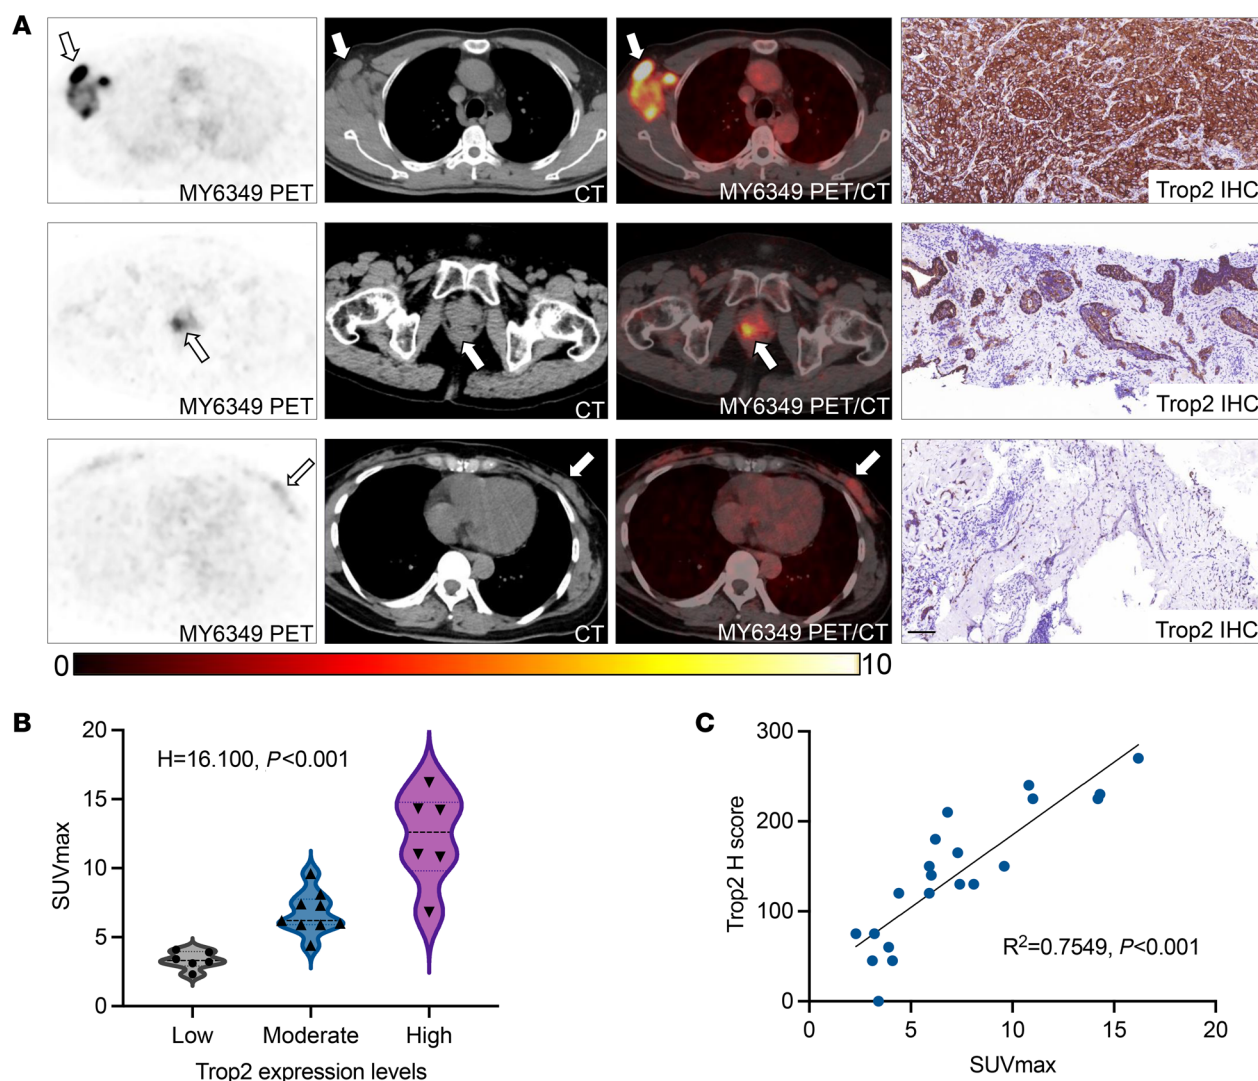 A
MY6349 PET
CT
MY6349 PET/CT
Trop2 IHC
MY6349 PET
CT
MY6349 PET/CT
Trop2 IHC
MY6349 PET
CT
MY6349 PET/CT
Trop2 IHC
0
10
B
20
15
10
5
0
SUVmax
H=16.100, P<0.001
Low
Moderate
High
Trop2 expression levels
C
300
200
100
0
Trop2 H score
R²=0.7549, P<0.001
0
5
10
15
20
SUVmax